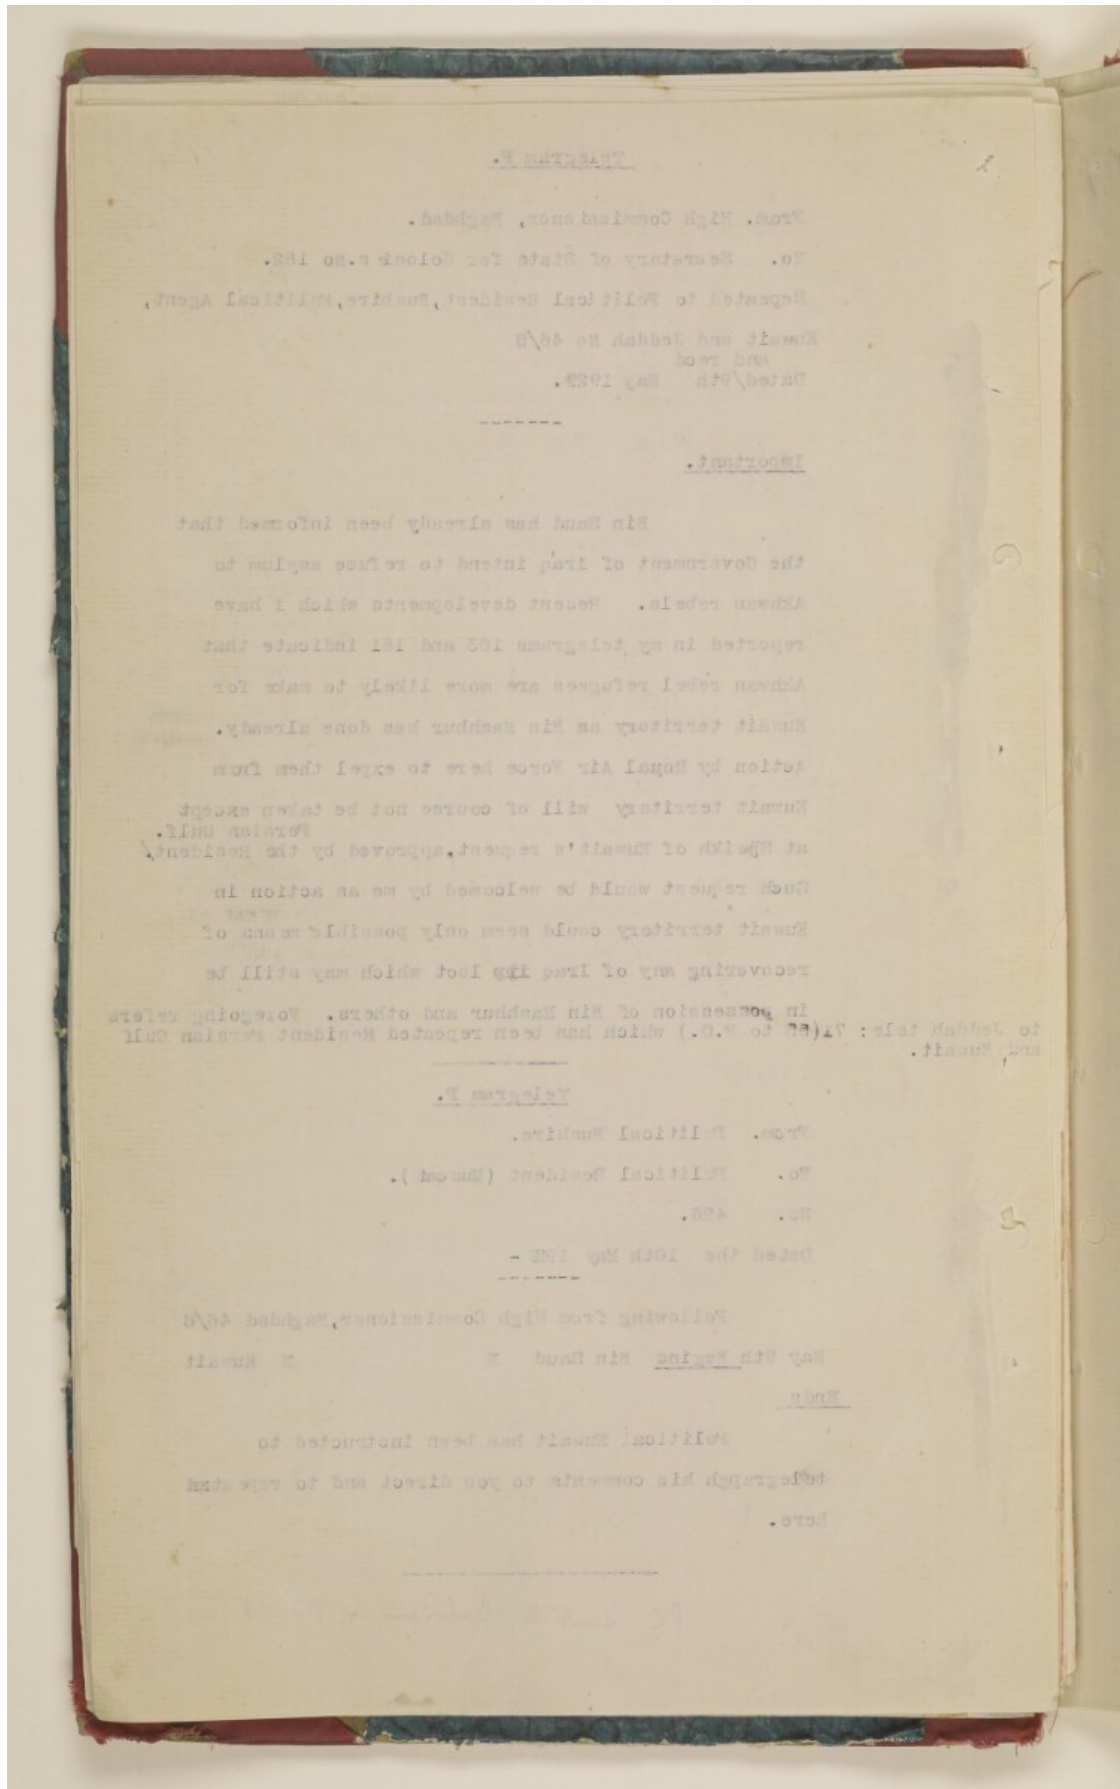 Telegram P.
From. High Commissioner, Baghdad.
To. Secretary of State for Colonies.No 182.
Repeated to Political Resident,Bushire,Political Agent,
Kuwait and Jeddah No 46/S
and recd
Dated/9th May 1929.
-------
Important.
Bin Saud has already been informed that
the Government of Iraq intend to refuse asylum to
Akhwan rebels. Recent developments which I have
reported in my telegrams 163 and 181 indicate that
Akhwan rebel refugees are more likely to make for
Kuwait territory as Bin Mashhur has done already.
Action by Royal Air Force here to expel them from
Kuwait territory will of course not be taken except
Persian Gulf.
at Sheikh of Kuwait's request,approved by the Resident,/
Such request would be welcomed by me as action in
Kuwait territory could seem only possible means of
recovering any of Iraq loot which may still be
in possession of Bin Mashhur and others. Foregoing refers
to Jeddah tele: 71( to F.O.) which has been repeated Resident Persian Gulf
and Kuwait.
Telegram P.
From. Political Bushire.
To. Political Resident (Muscat).
No. 426.
Dated the 10th May 1929 -
-------
Following from High Commissioner,Baghdad 46/S
May 9th Begins Bin Saud X X Kuwait
Ends
Political Kuwait has been instructed to
telegraph his comments to you direct and to repeat
here.